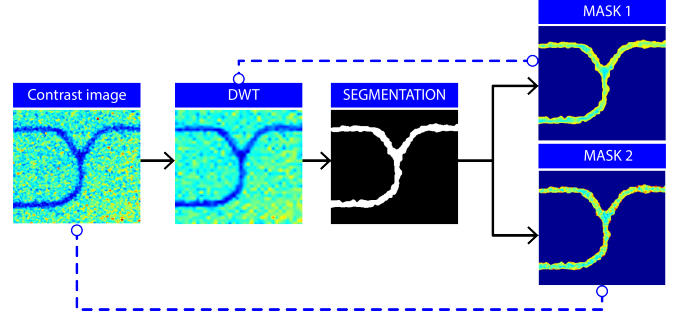 MASK 1
Contrast image
DWT
SEGMENTATION
MASK 2